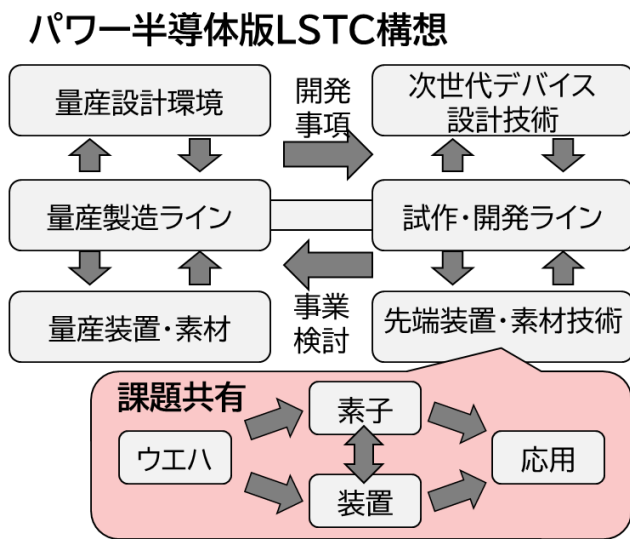 パワー半導体版LSTC構想
量産設計環境
開発
事項
次世代デバイス
設計技術
量産製造ライン
試作・開発ライン
量産装置・素材
事業
検討
先端装置・素材技術
課題共有
素子
ウエハ
応用
装置